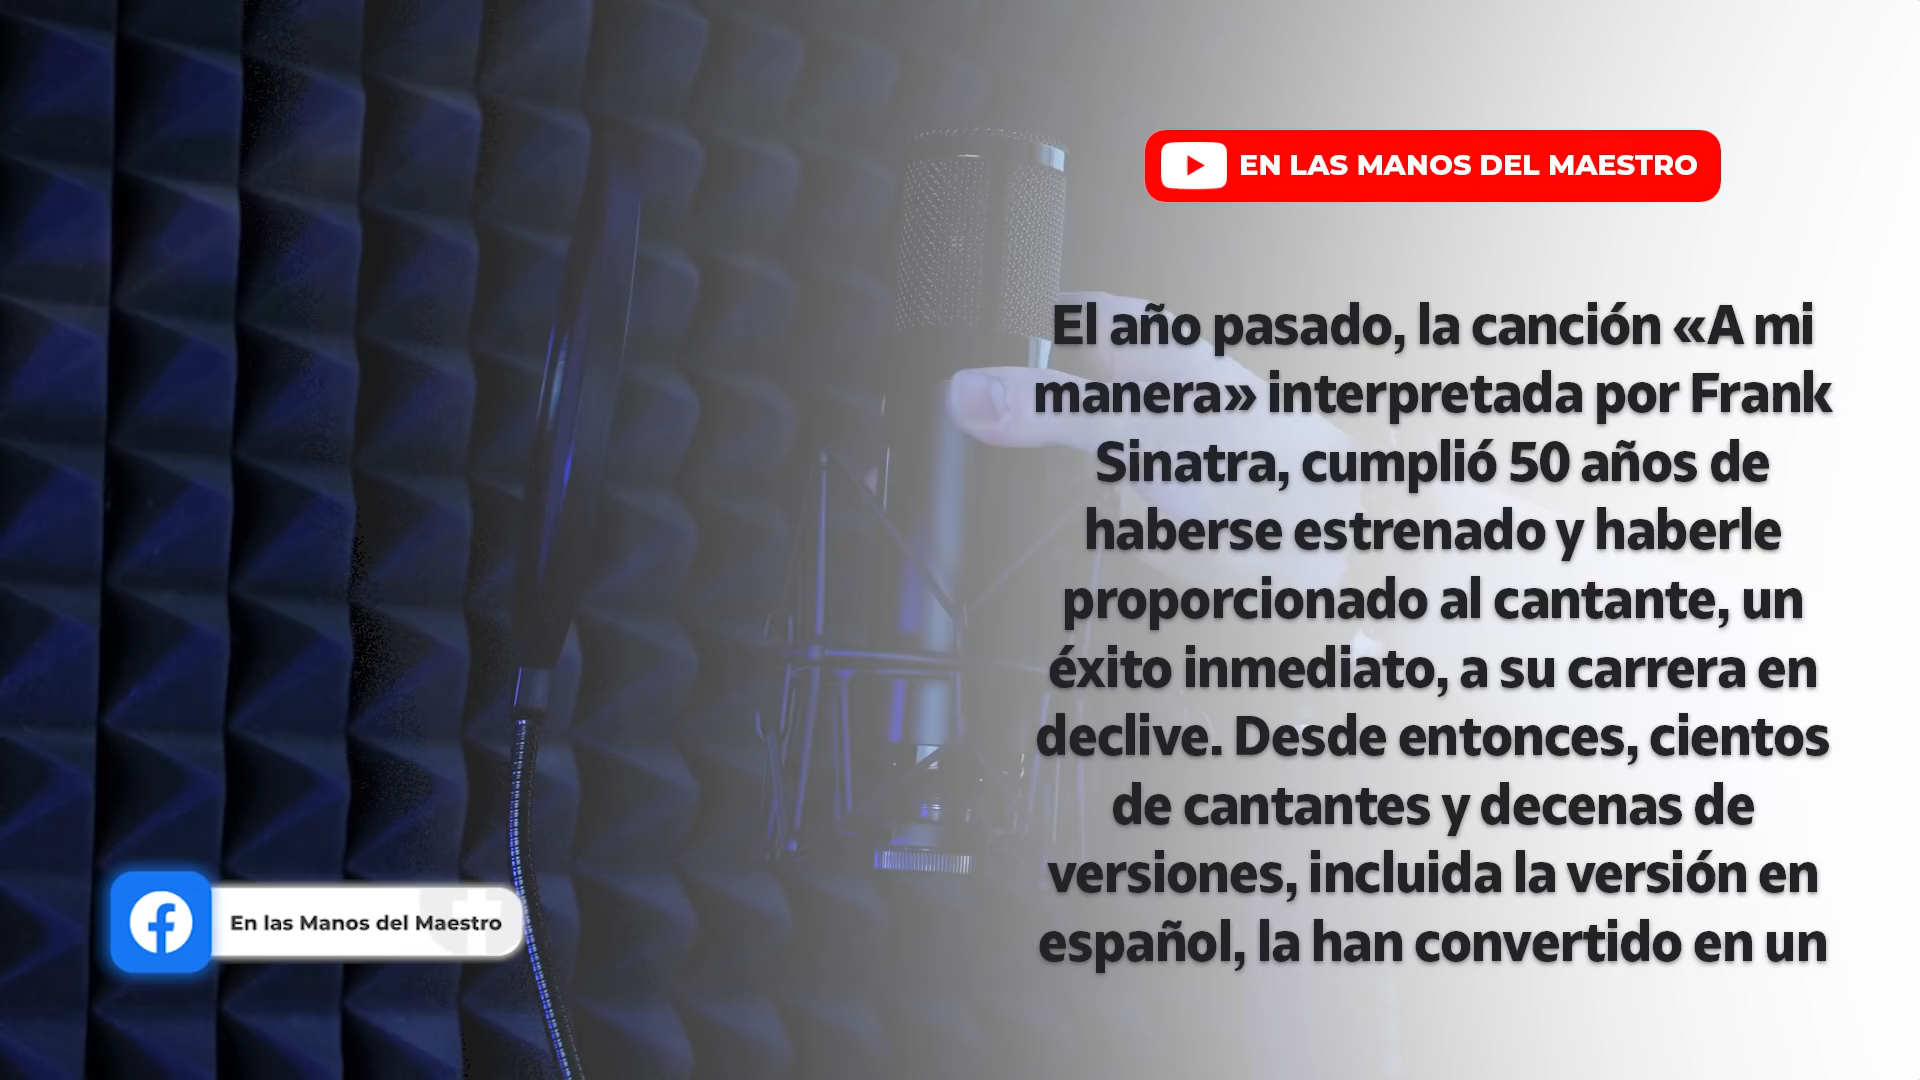 EN LAS MANOS DEL MAESTRO
El año pasado, la canción «A mi
manera» interpretada por Frank
Sinatra, cumplió 50 años de
haberse estrenado y haberle
proporcionado al cantante, un
éxito inmediato, a su carrera en
declive. Desde entonces, cientos
de cantantes y decenas de
versiones, incluida la versión en
español, la han convertido en un
En las Manos del Maestro